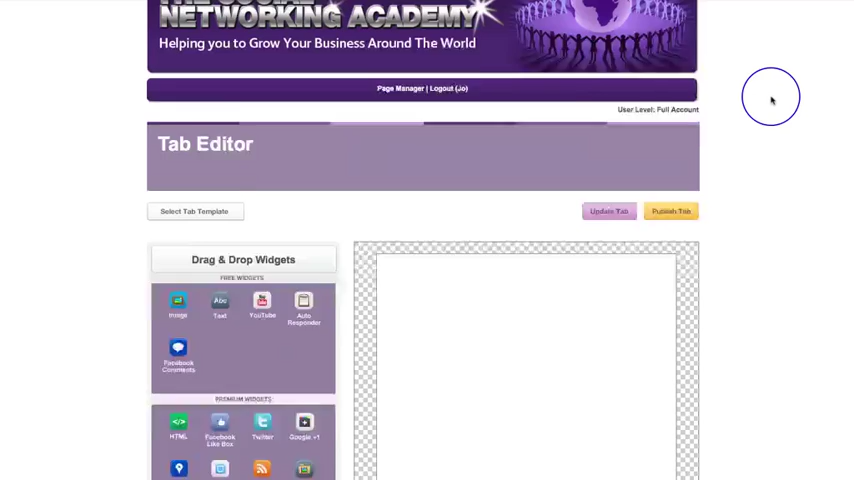 THE SOCIAL
NETWORKING ACADEMY
Helping you to Grow Your Business Around The World
Page Manager | Logout (Jo)
User Level: Full Account
Tab Editor
Select Tab Template
Update Tab
Publish Tab
Drag & Drop Widgets
FREE WIDGETS
Image
Text
YouTube
Auto
Responder
Facebook
Comments
PREMIUM WIDGETS
HTML
Facebook
Like Box
Twitter
Google +1